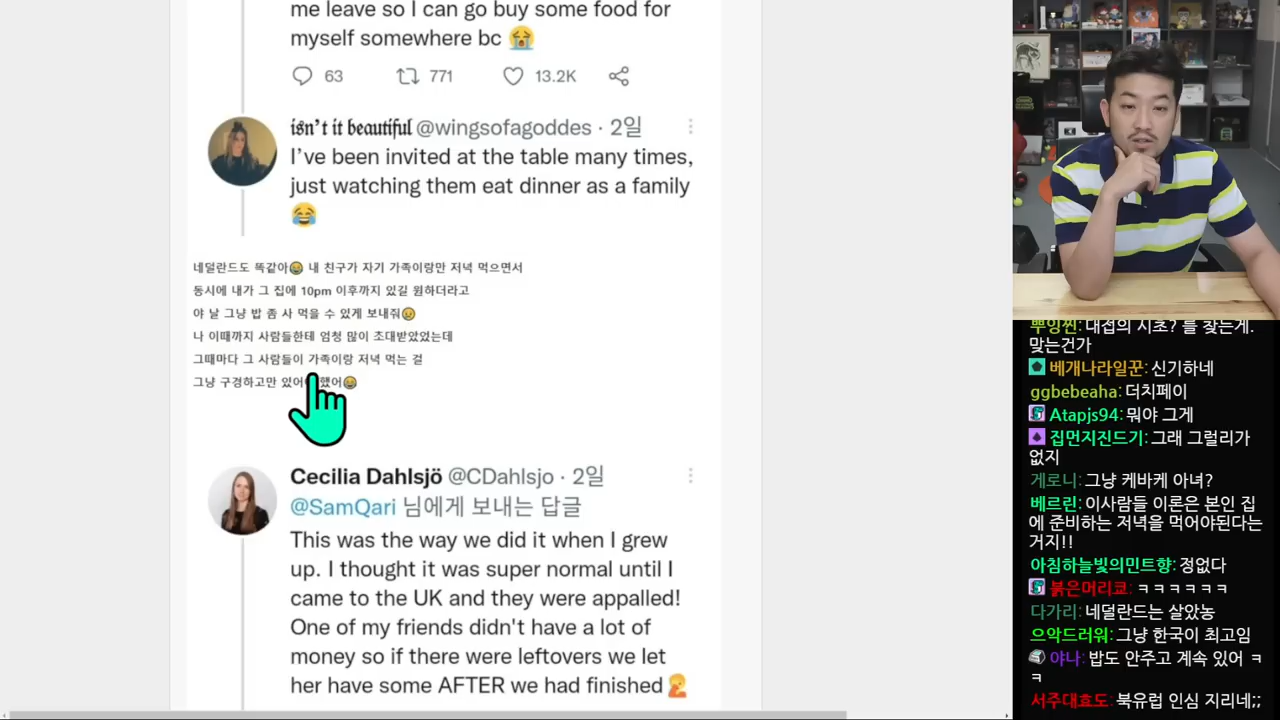 me leave so I can go buy some food for
myself somewhere bc 😭
63 771 13.2K
isn't it beautiful @wingsofagoddes · 2일
I've been invited at the table many times,
just watching them eat dinner as a family
😂
네덜란드도 똑같아😂 내 친구가 자기 가족이랑만 저녁 먹으면서
동시에 내가 그 집에 10pm 이후까지 있길 원하더라고
야 날 그냥 밥 좀 사 먹을 수 있게 보내줘😢
나 이때까지 사람들한테 엄청 많이 초대받았었는데
그때마다 그 사람들이 가족이랑 저녁 먹는 걸
그냥 구경하고만 있어 했어😂
Cecilia Dahlsjö @CDahlsjo · 2일
@SamQari 님에게 보내는 답글
This was the way we did it when I grew
up. I thought it was super normal until I
came to the UK and they were appalled!
One of my friends didn't have a lot of
money so if there were leftovers we let
her have some AFTER we had finished 🤦
뿌잉찐: 대접의 시초? 를 찾는게.
맞는건가
베개나라일꾼: 신기하네
ggbebeaha: 더치페이
Atapjs94: 뭐야 그게
집먼지진드기: 그래 그럴리가
없지
게로니: 그냥 케바케 아녀?
베르린: 이사람들 이론은 본인 집
에 준비하는 저녁을 먹어야된다는
거지!!
아침하늘빛의민트향: 정없다
붉은머리쿄: ㅋㅋㅋㅋㅋㅋ
다가리: 네덜란드는 살았농
으악드러워: 그냥 한국이 최고임
야나: 밥도 안주고 계속 있어 ㅋ
ㅋ
서주대효도: 북유럽 인심 지리네;;